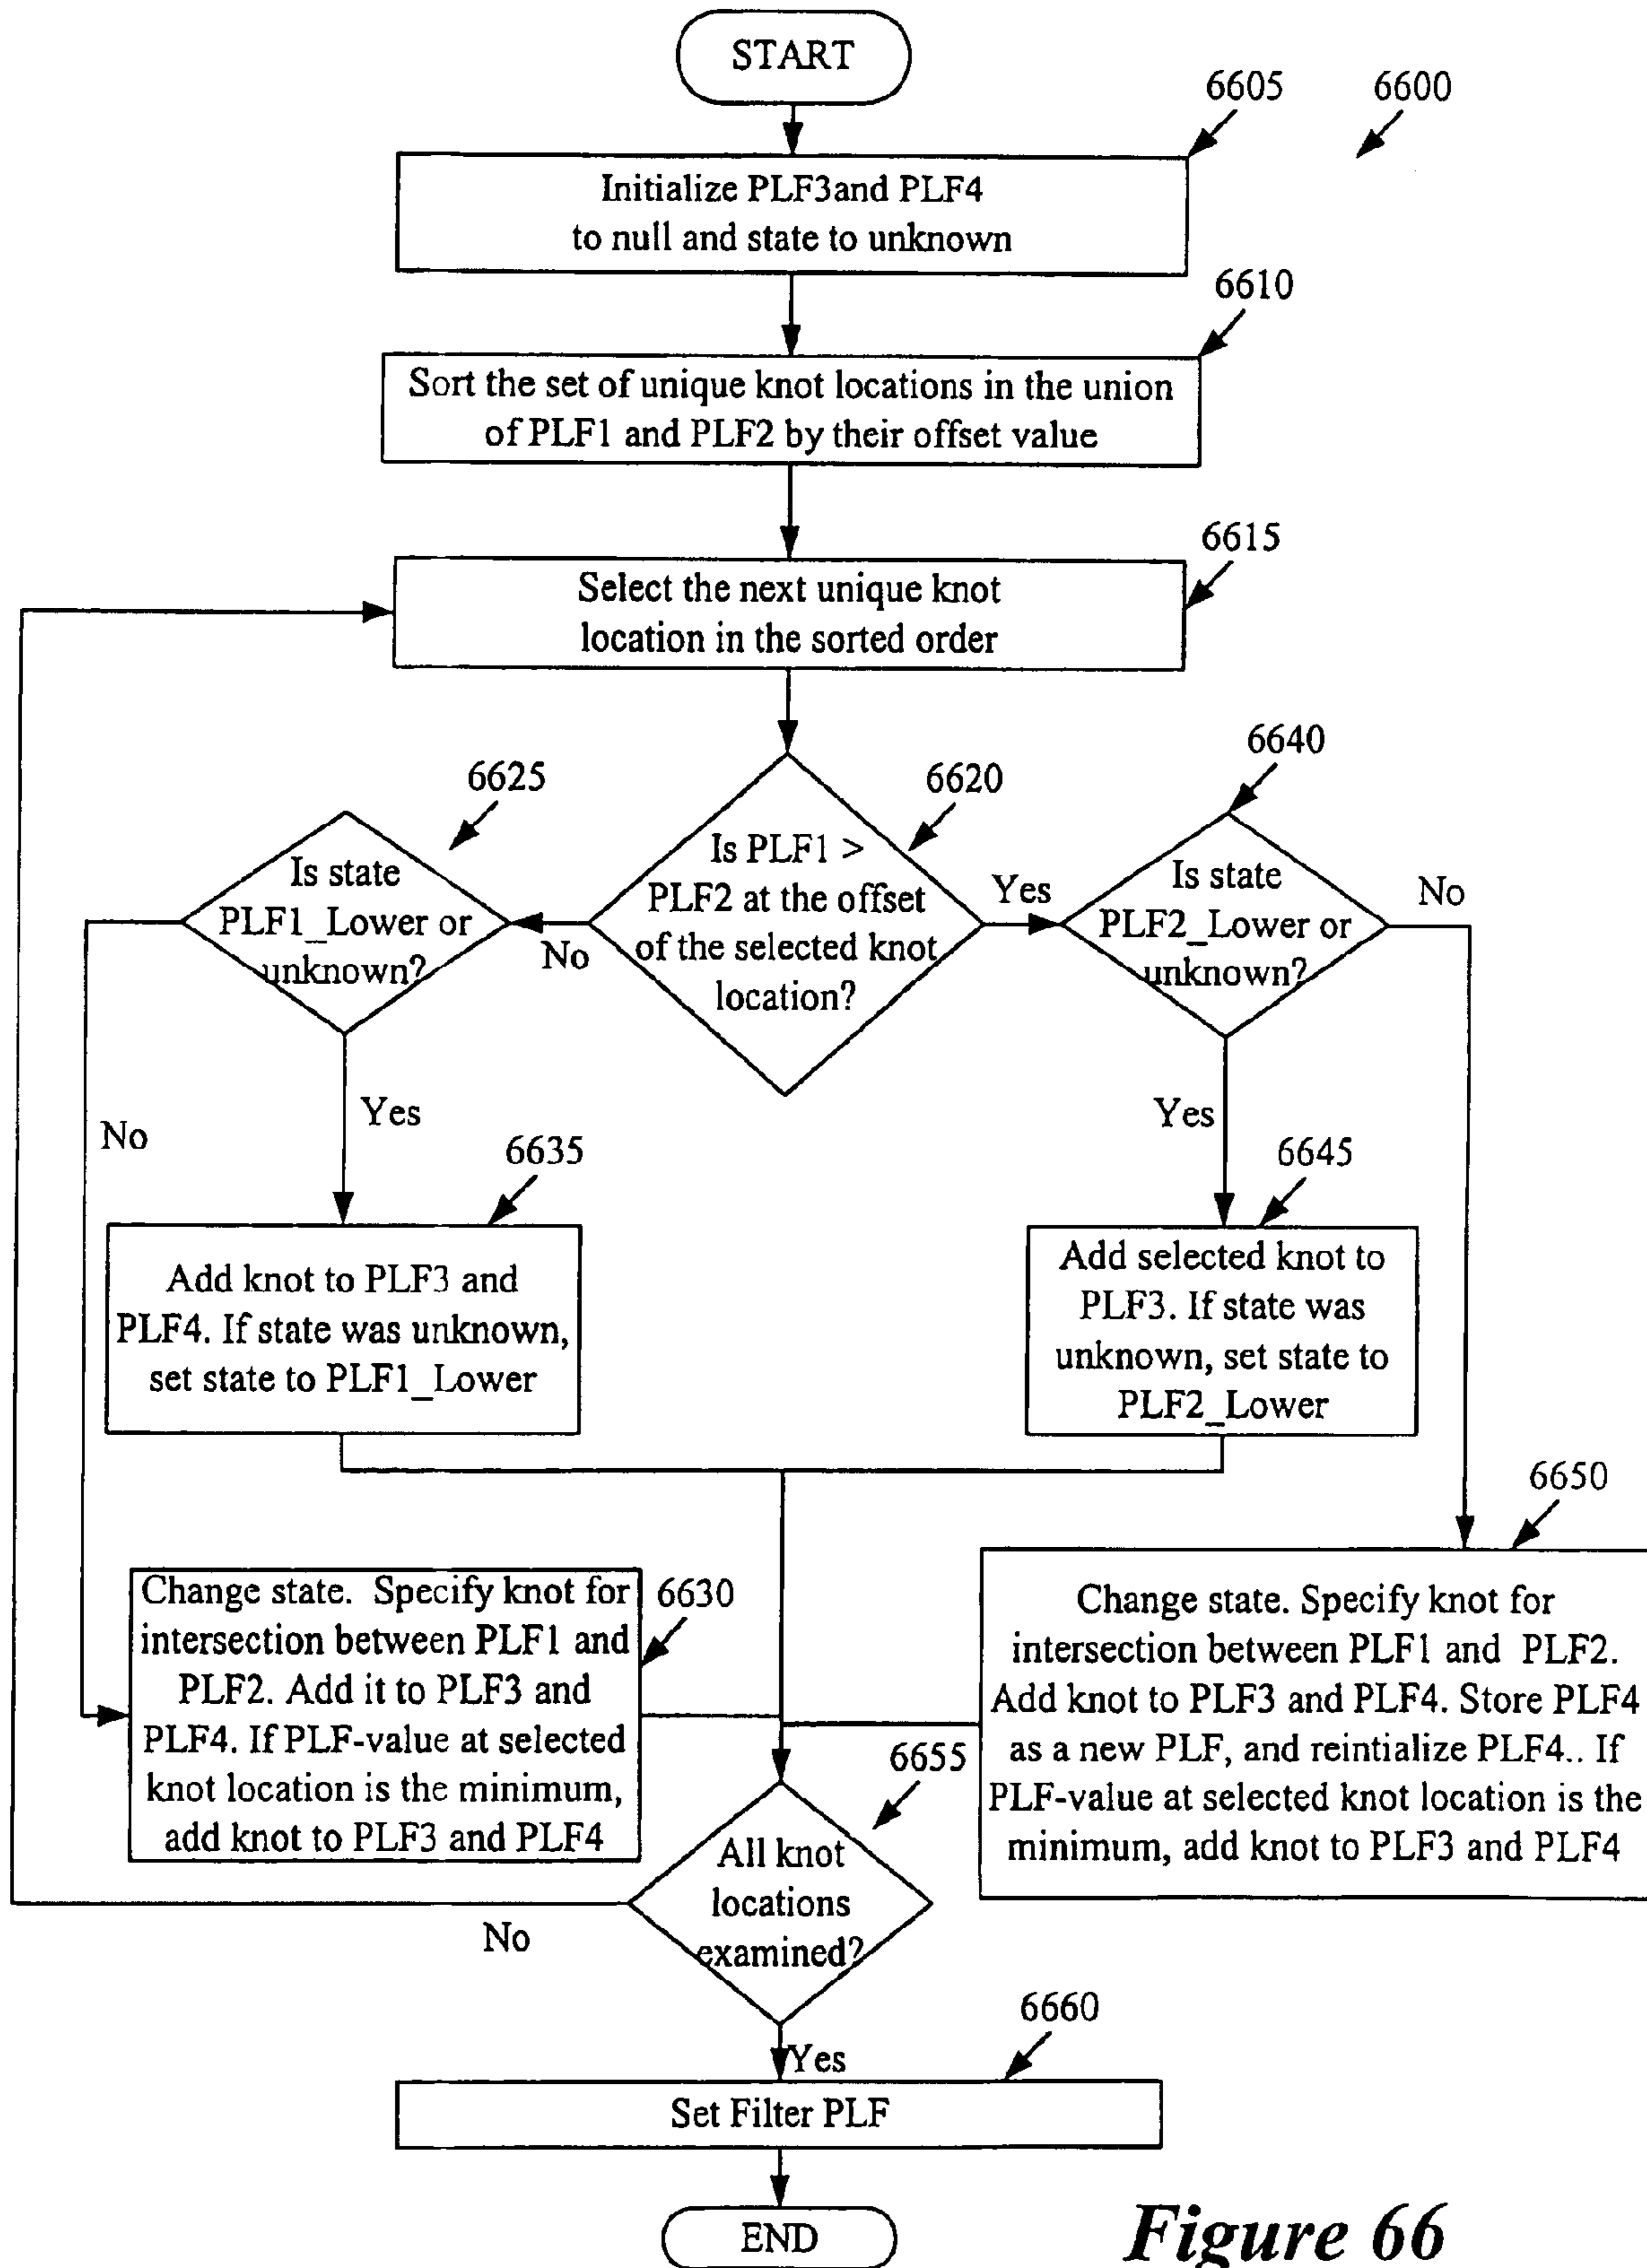 START
6605
6600
Initialize PLF3and PLF4
to null and state to unknown
6610
Sort the set of unique knot locations in the union
of PLF1 and PLF2 by their offset value
6615
Select the next unique knot
location in the sorted order
6625
Is state
PLF1_Lower or
unknown?
6620
Is PLF1 >
PLF2 at the offset
of the selected knot
location?
6640
Is state
PLF2_Lower or
unknown?
No
Yes
No
No
Yes
Yes
6635
Add knot to PLF3 and
PLF4. If state was unknown,
set state to PLF1_Lower
6645
Add selected knot to
PLF3. If state was
unknown, set state to
PLF2_Lower
6630
Change state. Specify knot for
intersection between PLF1 and
PLF2. Add it to PLF3 and
PLF4. If PLF-value at selected
knot location is the minimum,
add knot to PLF3 and PLF4
6650
Change state. Specify knot for
intersection between PLF1 and PLF2.
Add knot to PLF3 and PLF4. Store PLF4
as a new PLF, and reintialize PLF4.. If
PLF-value at selected knot location is the
minimum, add knot to PLF3 and PLF4
6655
All knot
locations
examined?
No
Yes
6660
Set Filter PLF
END
Figure 66